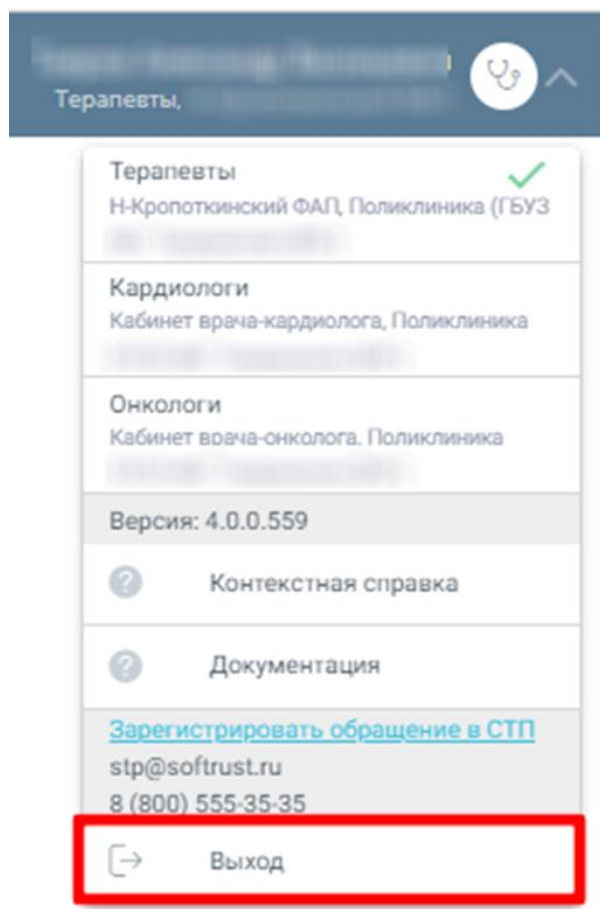 Терапевты,
Терапевты
Н-Кропоткинский ФАП, Поликлиника (ГБУЗ
Кардиологи
Кабинет врача-кардиолога, Поликлиника
Онкологи
Кабинет врача-онколога. Поликлиника
Версия: 4.0.0.559
Контекстная справка
Документация
Зарегистрировать обращение в СТП
stp@softrust.ru
8 (800) 555-35-35
Выход